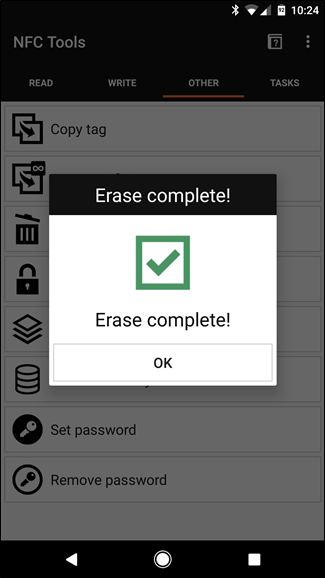 10:24
NFC Tools
READ WRITE OTHER TASKS
Copy tag
Erase complete!
Erase complete!
OK
Set password
Remove password